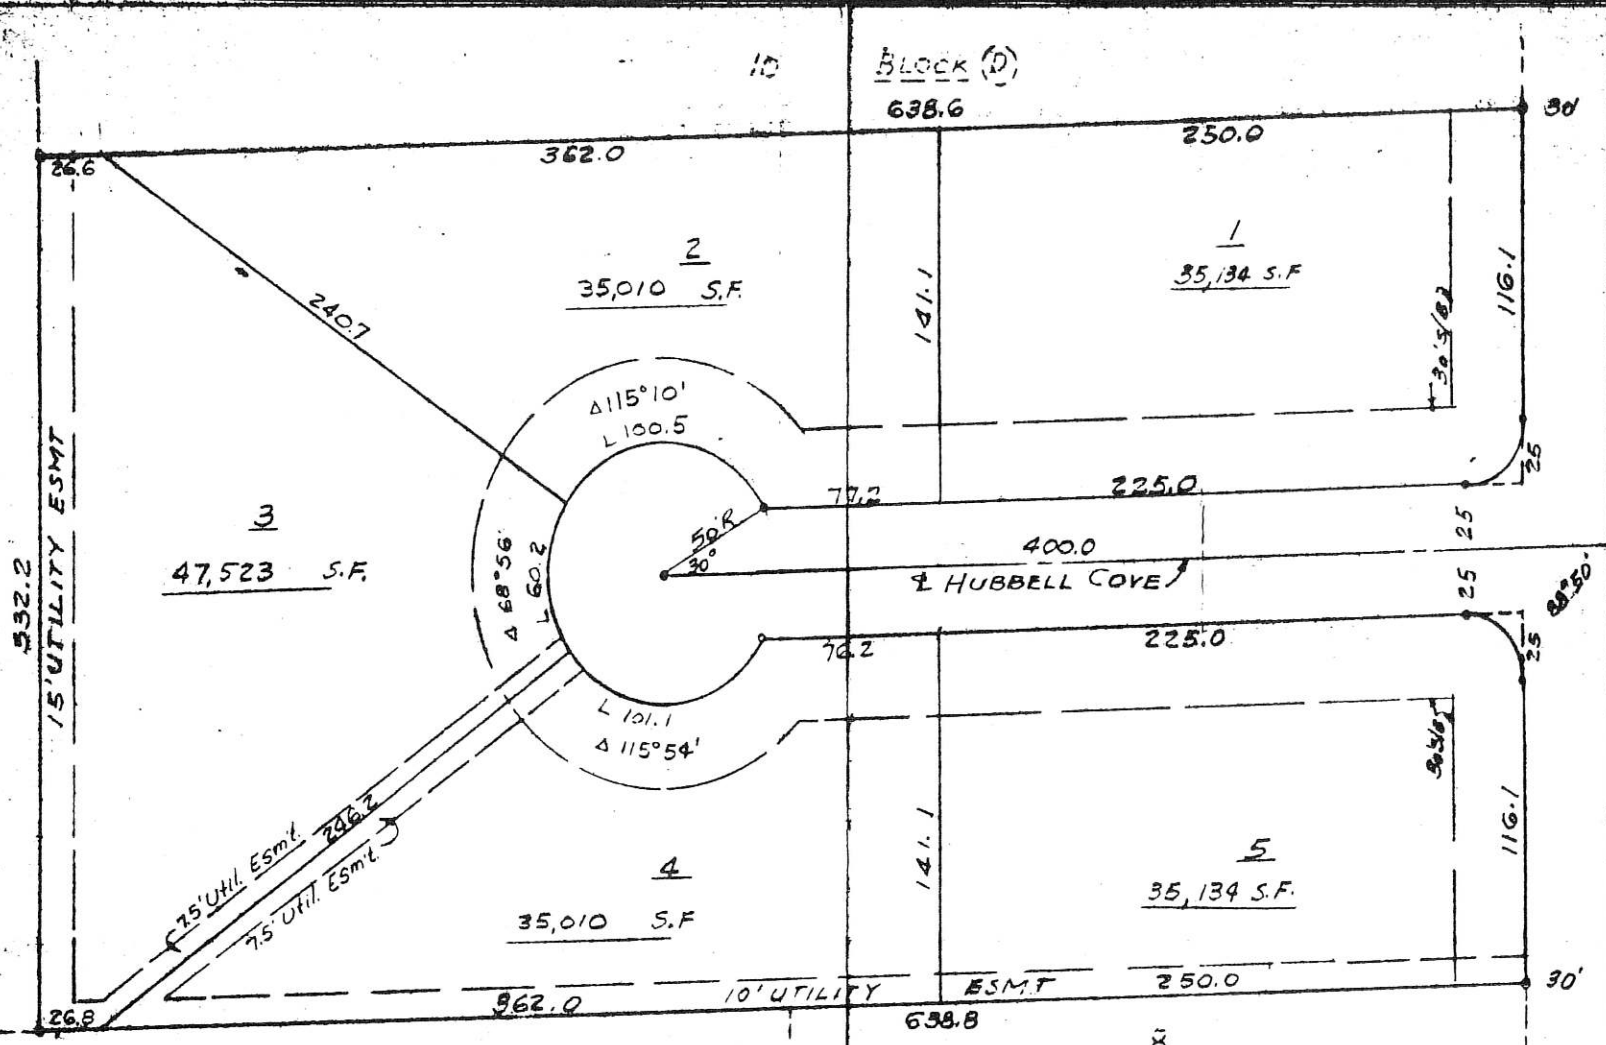 10
BLOCK (D)
638.6
30'
26.6
362.0
250.0
2
35,010 S.F.
1
35,134 S.F
116.1
141.1
240.7
30' S/B
Δ115°10'
L 100.5
25
77.2
225.0
25
50'R
30°
400.0
℄ HUBBELL COVE
3
47,523 S.F.
15' UTILITY ESMT
332.2
Δ 68°56'
L 60.2
25
88°50'
76.2
225.0
25
L 101.1
Δ 115°54'
30'
246.2
7.5' Util. Esm't.
7.5' Util. Esm't.
141.1
116.1
4
35,010 S.F
5
35,134 S.F.
26.8
362.0
10' UTILITY ESMT
250.0
30'
638.8